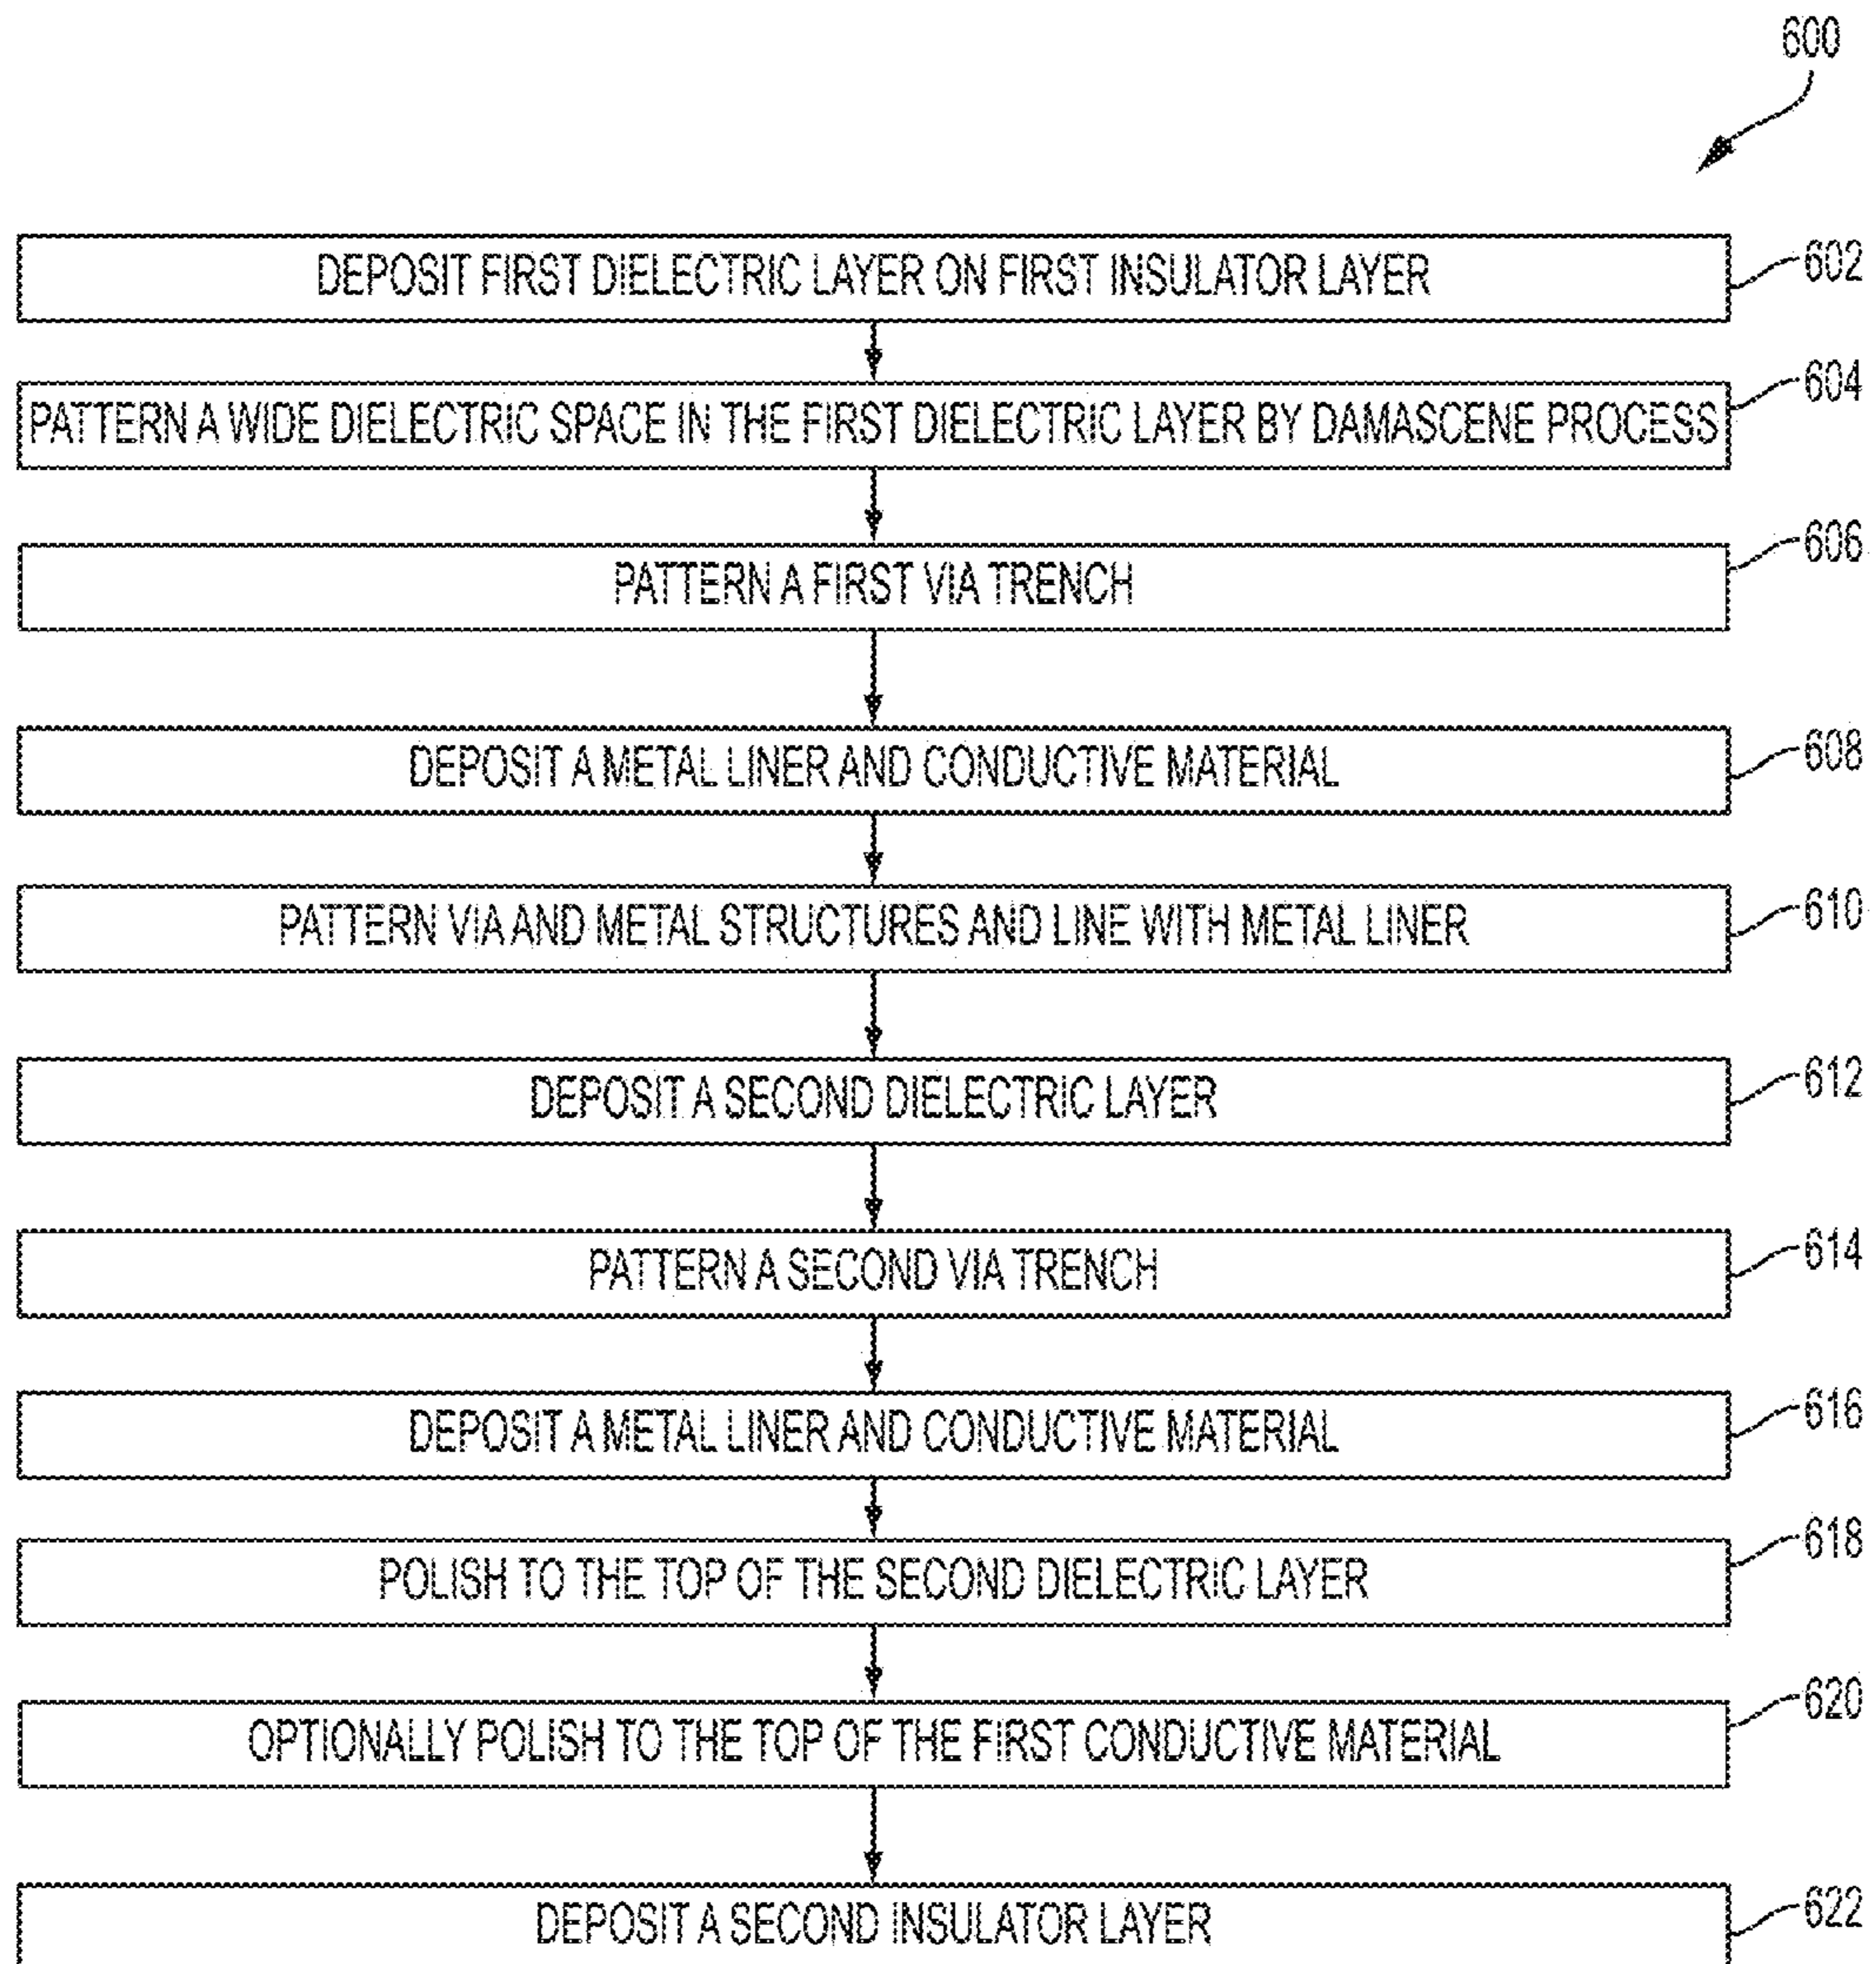 600
DEPOSIT FIRST DIELECTRIC LAYER ON FIRST INSULATOR LAYER
602
PATTERN A WIDE DIELECTRIC SPACE IN THE FIRST DIELECTRIC LAYER BY DAMASCENE PROCESS
604
PATTERN A FIRST VIA TRENCH
606
DEPOSIT A METAL LINER AND CONDUCTIVE MATERIAL
608
PATTERN VIA AND METAL STRUCTURES AND LINE WITH METAL LINER
610
DEPOSIT A SECOND DIELECTRIC LAYER
612
PATTERN A SECOND VIA TRENCH
614
DEPOSIT A METAL LINER AND CONDUCTIVE MATERIAL
616
POLISH TO THE TOP OF THE SECOND DIELECTRIC LAYER
618
OPTIONALLY POLISH TO THE TOP OF THE FIRST CONDUCTIVE MATERIAL
620
DEPOSIT A SECOND INSULATOR LAYER
622